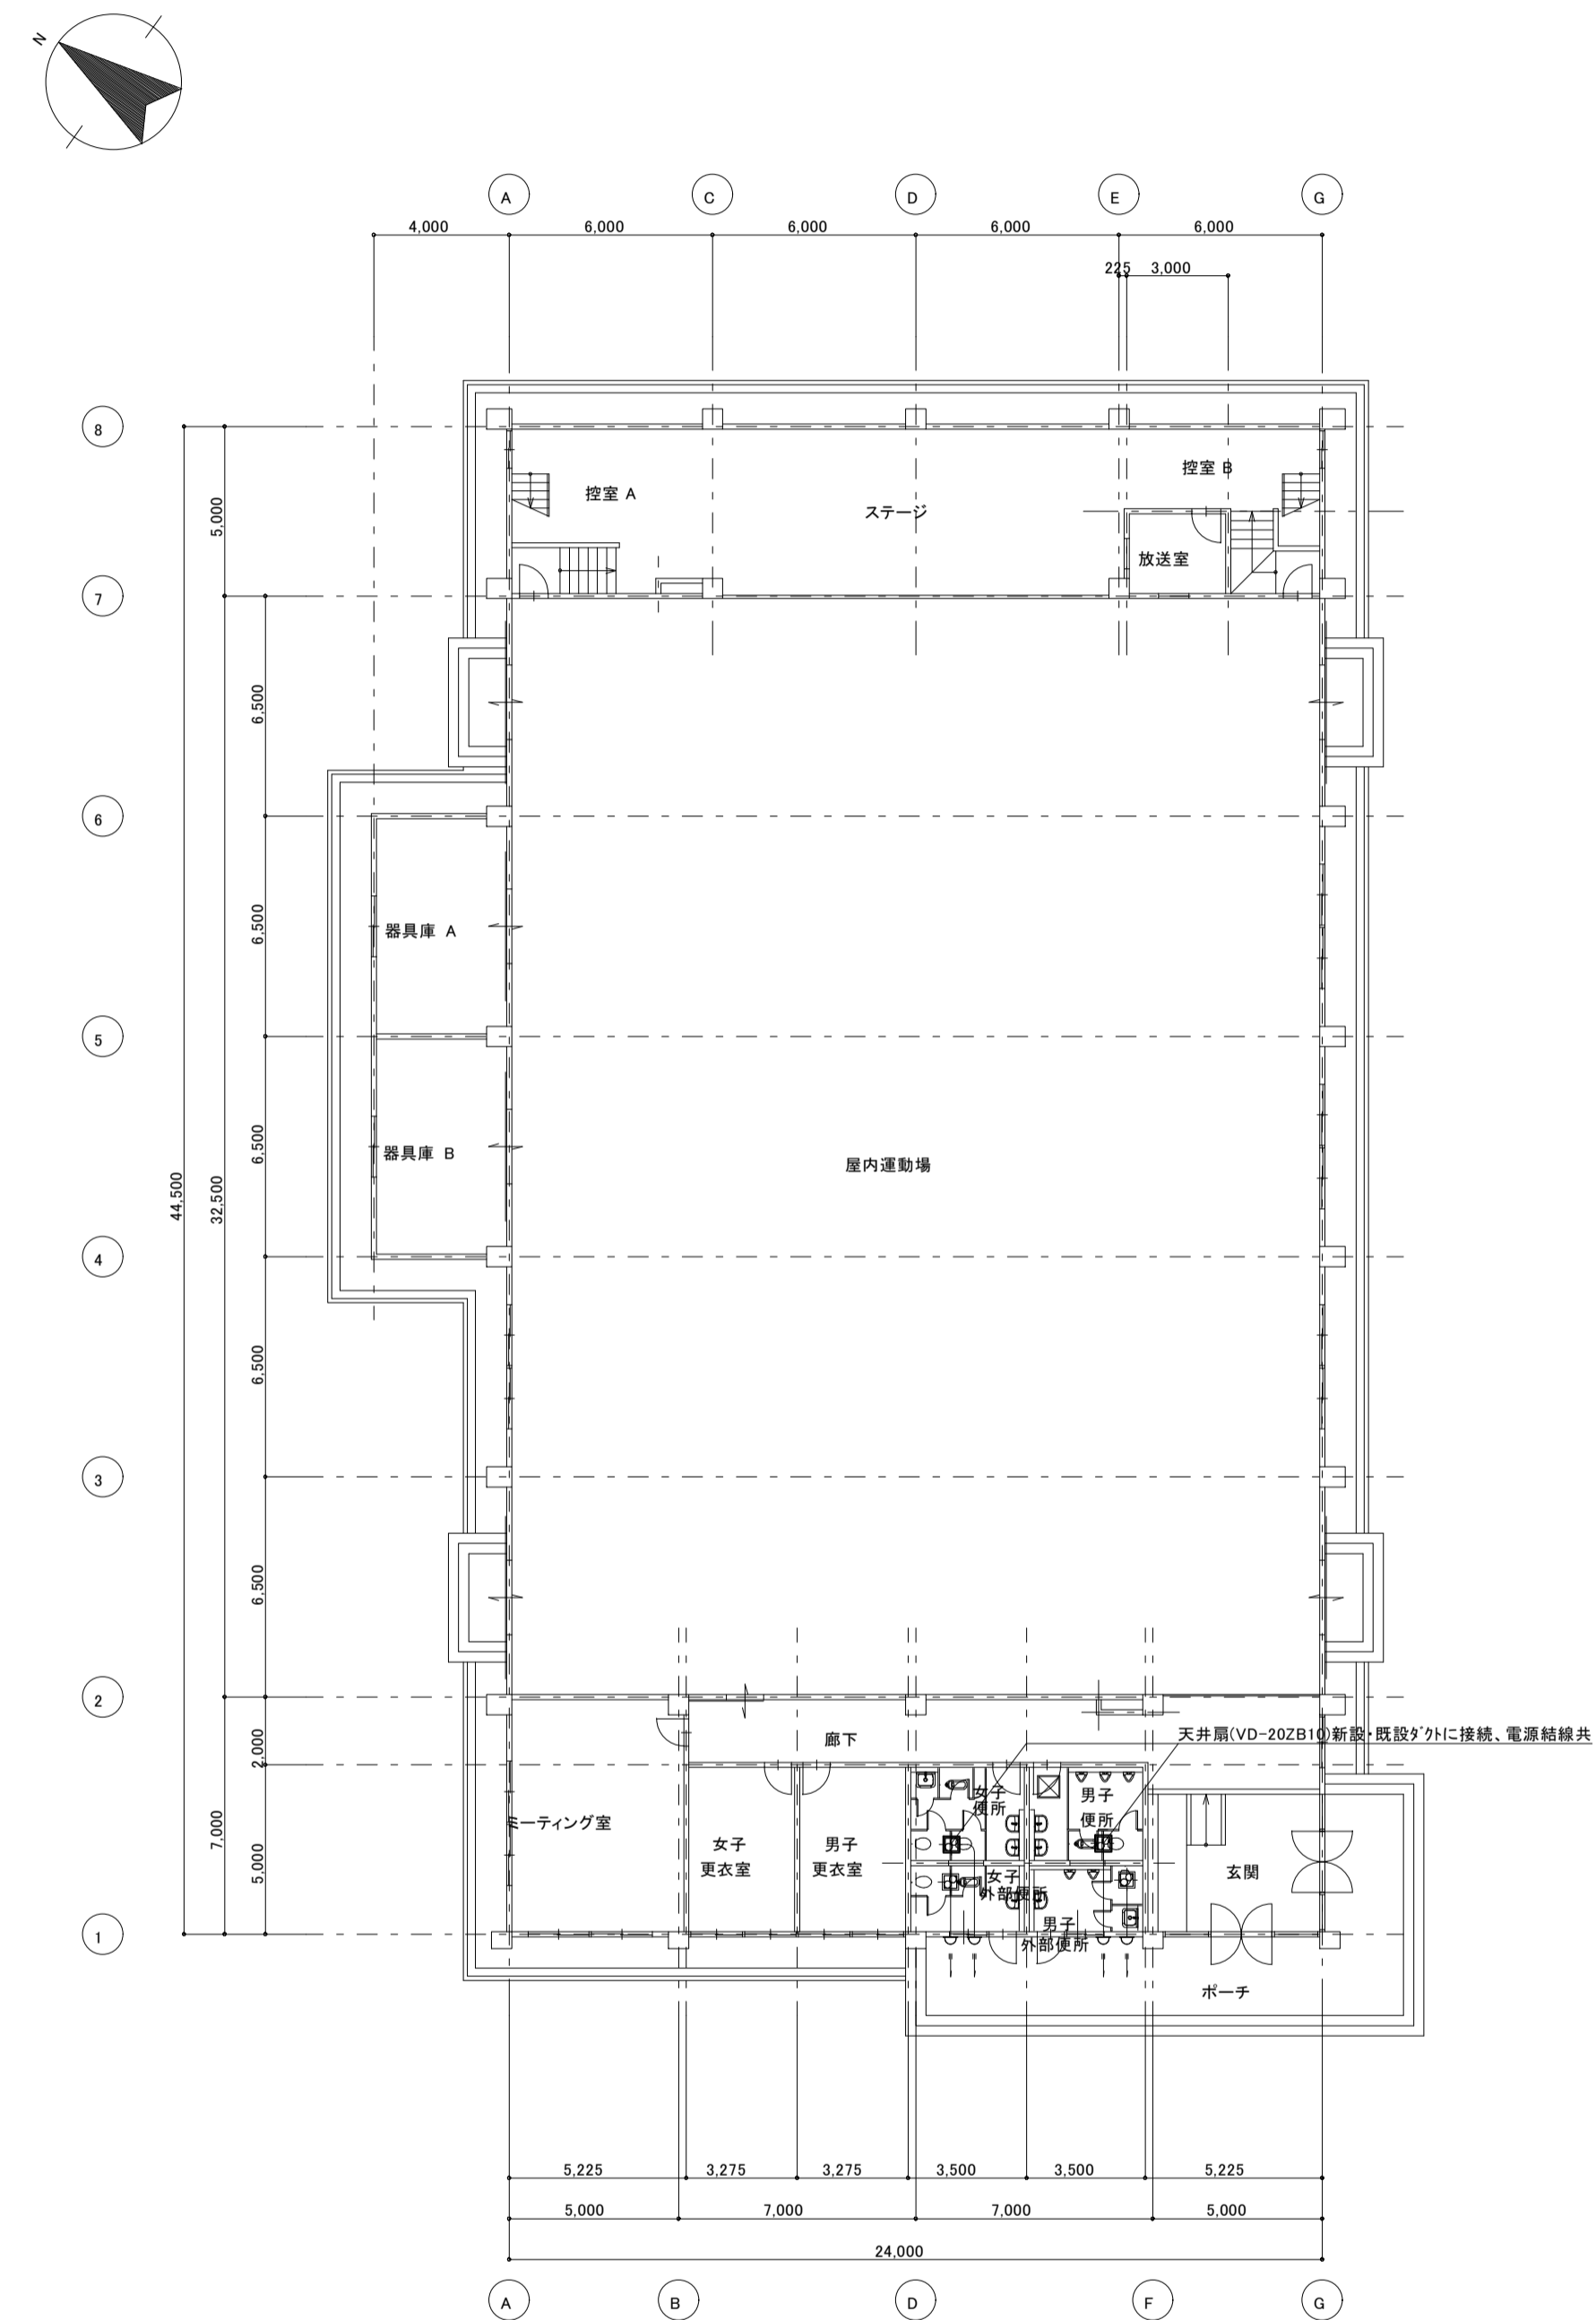 N
A
C
D
E
G
4,000
6,000
6,000
6,000
6,000
225
3,000
8
控室 B
控室 A
5,000
ステージ
放送室
7
6,500
6
器具庫 A
6,500
5
6,500
器具庫 B
屋内運動場
44,500
32,500
4
6,500
3
6,500
2
廊下
天井扇(VD-20ZB10)新設・既設ダクトに接続、電源結線共
2,000
女子
便所
男子
便所
ミーティング室
7,000
5,000
女子
更衣室
男子
更衣室
玄関
女子
外部便所
男子
外部便所
1
ポーチ
5,225
3,275
3,275
3,500
3,500
5,225
5,000
7,000
7,000
5,000
24,000
A
B
D
F
G